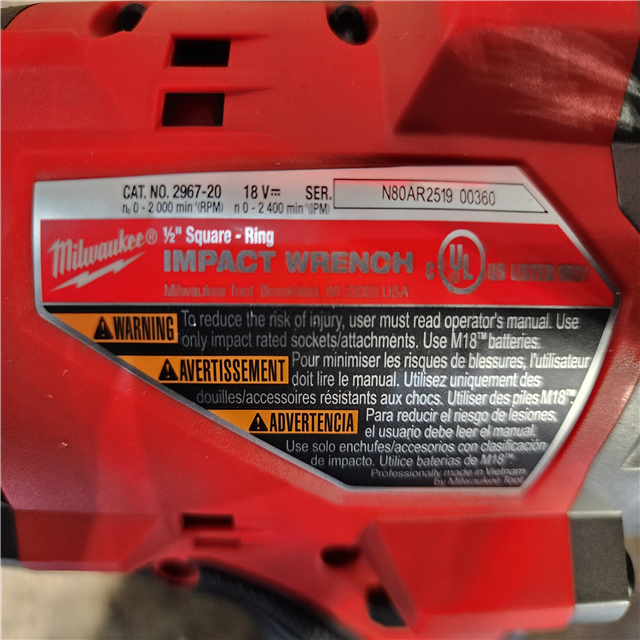 CAT. NO. 2967-20 18 V⎓ SER. N80AR2519 00360
n₀ 0 - 2 000 min⁻¹(RPM) n 0 - 2 400 min⁻¹(IPM)
Milwaukee®
½" Square - Ring
IMPACT WRENCH
C UL® US LISTED
Milwaukee Tool, Brookfield, WI 53005 USA
WARNING To reduce the risk of injury, user must read operator's manual. Use
only impact rated sockets/attachments. Use M18™ batteries.
AVERTISSEMENT Pour minimiser les risques de blessures, l'utilisateur
doit lire le manual. Utilisez uniquement des
douilles/accessoires résistants aux chocs. Utiliser des piles M18™.
ADVERTENCIA Para reducir el riesgo de lesiones,
el usuario debe leer el manual.
Use solo enchufes/accesorios con clasificación
de impacto. Utilice baterías de M18™.
Professionally made in Vietnam
by Milwaukee Tool